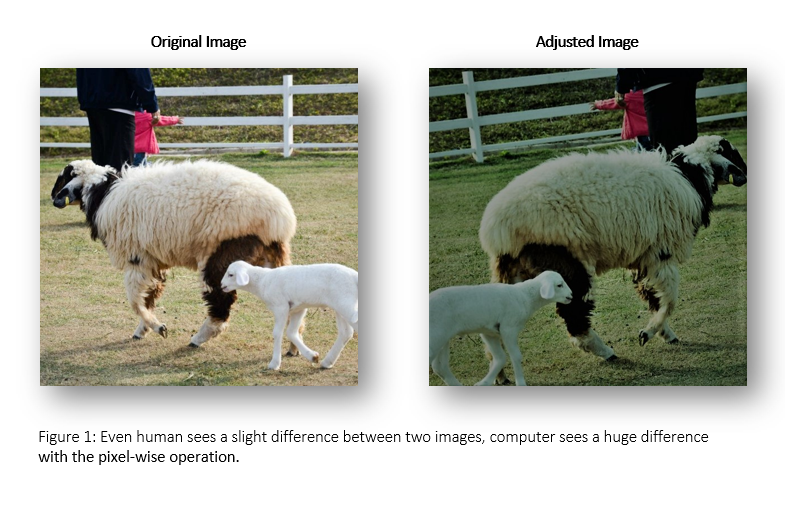 Original Image
Adjusted Image
Figure 1: Even human sees a slight difference between two images, computer sees a huge difference
with the pixel-wise operation.